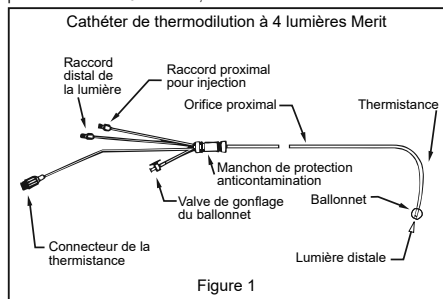 Cathéter de thermodilution à 4 lumières Merit
Raccord
distal de
la lumière
Raccord proximal
pour injection
Orifice proximal
Thermistance
Manchon de protection
anticontamination
Valve de gonflage
du ballonnet
Ballonnet
Connecteur de la
thermistance
Lumière distale
Figure 1